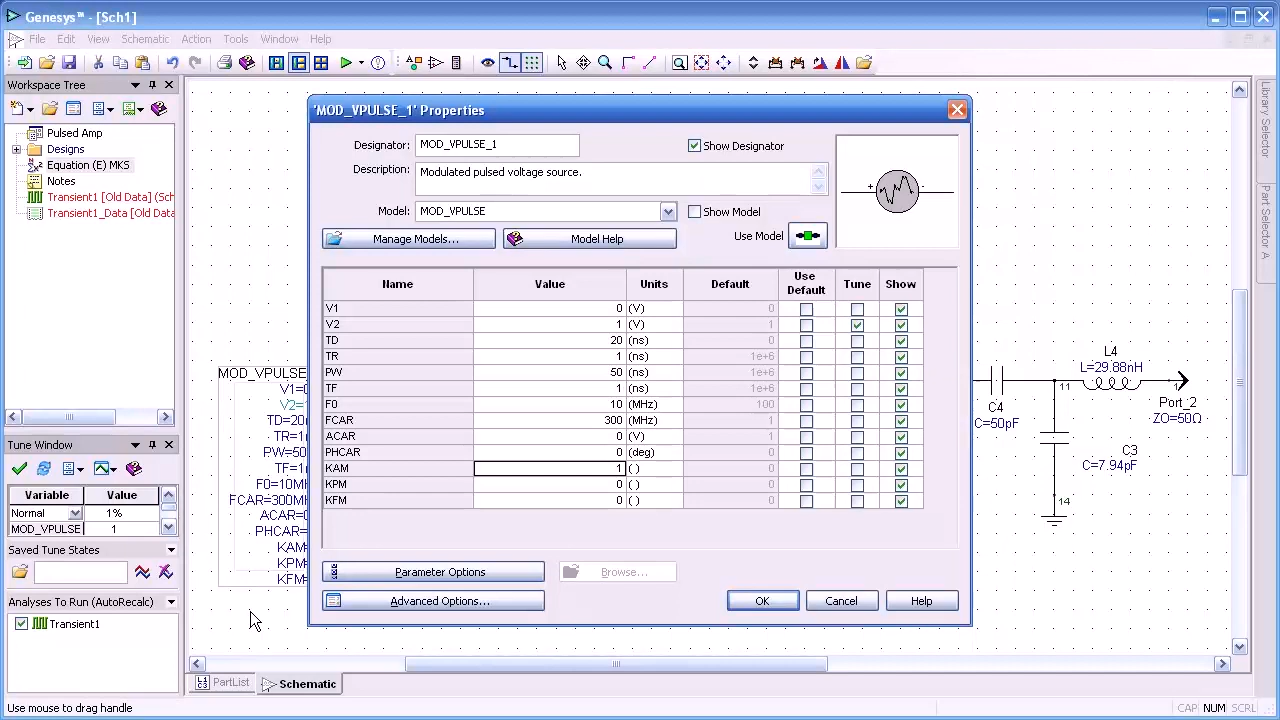 Genesys™ - [Sch1]
File Edit View Schematic Action Tools Window Help
Workspace Tree
Pulsed Amp
Designs
Equation (E) MKS
Notes
Transient1 [Old Data] (Sch
Transient1_Data [Old Data
Tune Window
Variable Value
Normal 1%
MOD_VPULSE 1
Saved Tune States
Analyses To Run (AutoRecalc)
Transient1
MOD_VPULSE
V1=0
V2=1
TD=20n
TR=1n
PW=50
TF=1n
F0=10MH
FCAR=300MH
ACAR=0
PHCAR=0
KAM=
KPM=
KFM=
'MOD_VPULSE_1' Properties
Designator: MOD_VPULSE_1 Show Designator
Description: Modulated pulsed voltage source.
Model: MOD_VPULSE Show Model
Manage Models... Model Help Use Model
Name Value Units Default Use Default Tune Show
V1 0 (V) 0
V2 1 (V) 1
TD 20 (ns) 0
TR 1 (ns) 1e+6
PW 50 (ns) 1e+6
TF 1 (ns) 1e+6
F0 10 (MHz) 100
FCAR 300 (MHz) 1
ACAR 0 (V) 1
PHCAR 0 (deg) 0
KAM 1 ( ) 0
KPM 0 ( ) 0
KFM 0 ( ) 0
Parameter Options Browse...
Advanced Options... OK Cancel Help
L4
L=29.88nH
11
C4
C=50pF
Port_2
ZO=50Ω
C3
C=7.94pF
14
PartList Schematic
Library Selector
Part Selector A
Use mouse to drag handle
CAP NUM SCRL